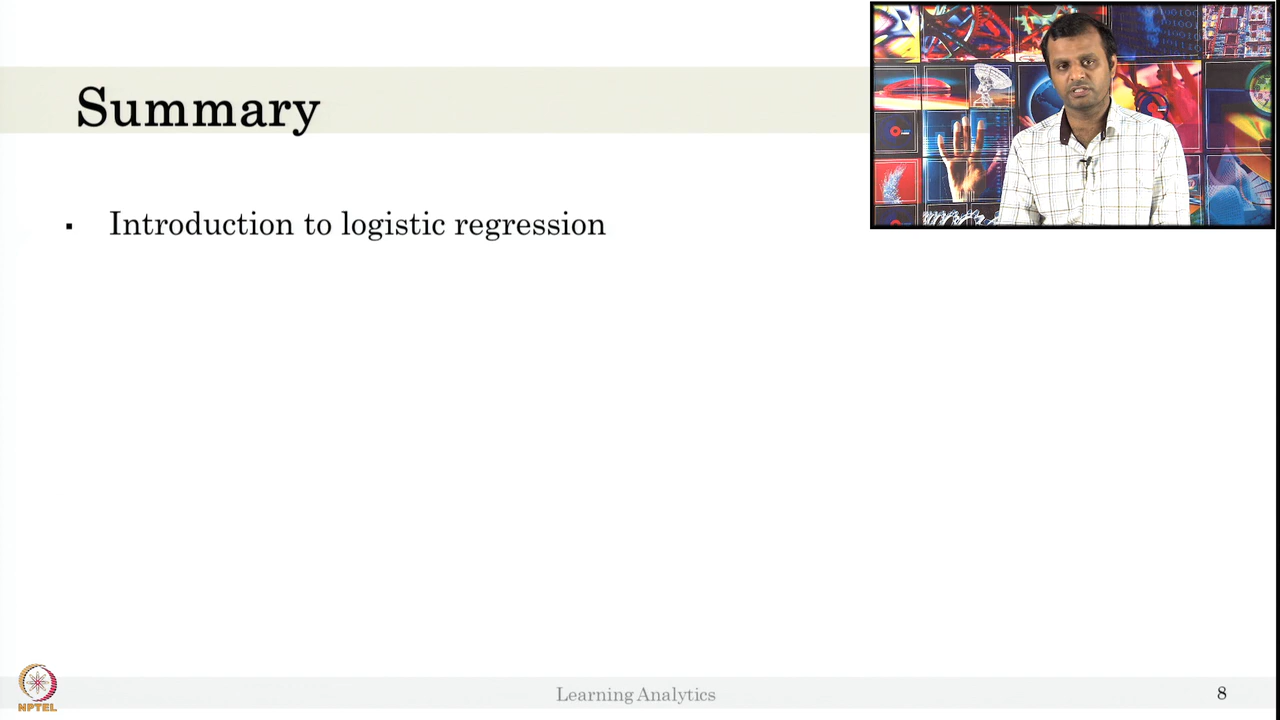 Summary
▪ Introduction to logistic regression
NPTEL
Learning Analytics
8